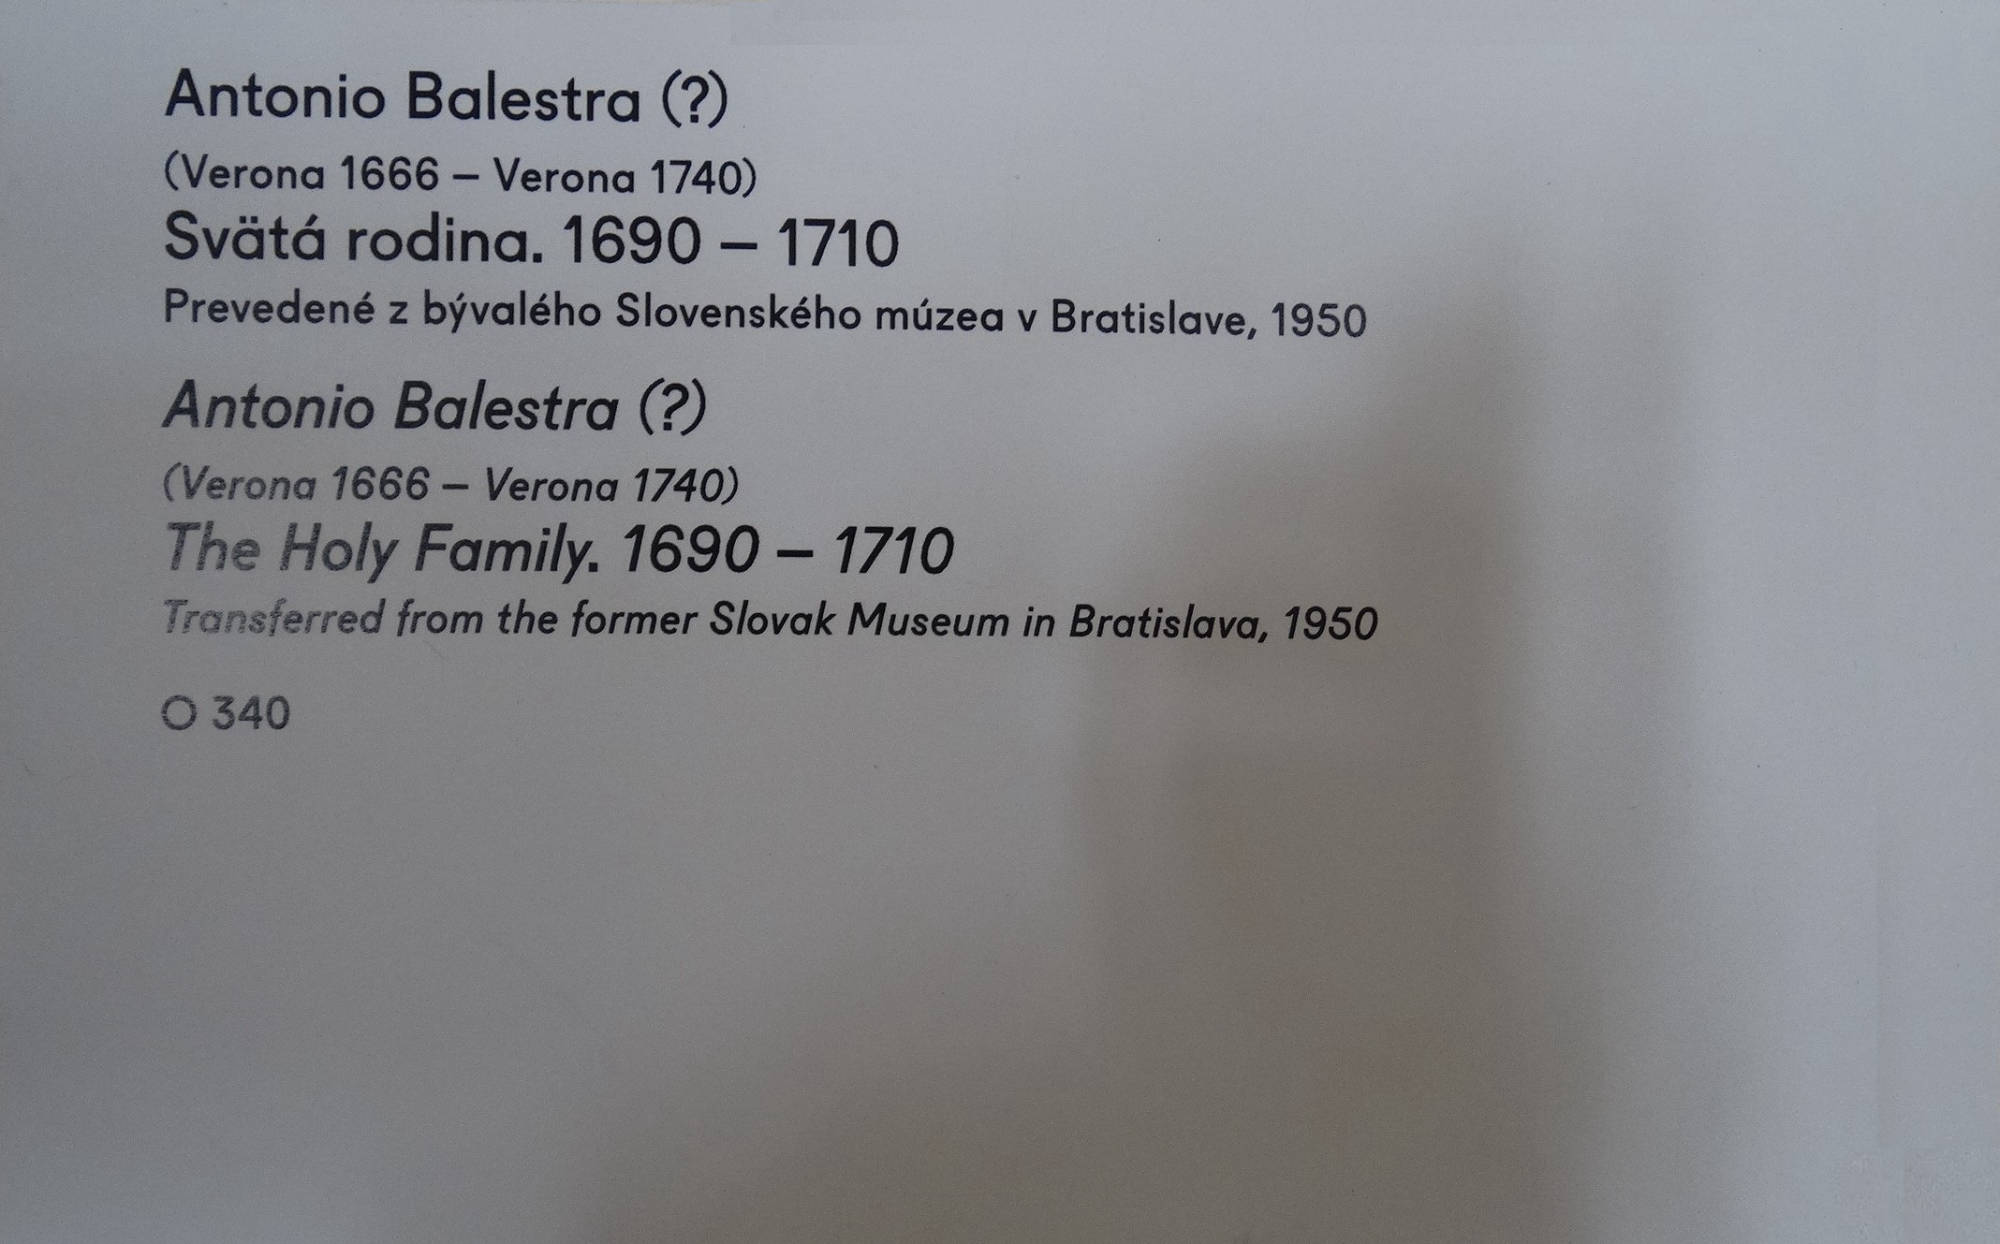 Antonio Balestra (?)
(Verona 1666 – Verona 1740)
Svätá rodina. 1690 – 1710
Prevedené z bývalého Slovenského múzea v Bratislave, 1950
Antonio Balestra (?)
(Verona 1666 – Verona 1740)
The Holy Family. 1690 – 1710
Transferred from the former Slovak Museum in Bratislava, 1950
O 340